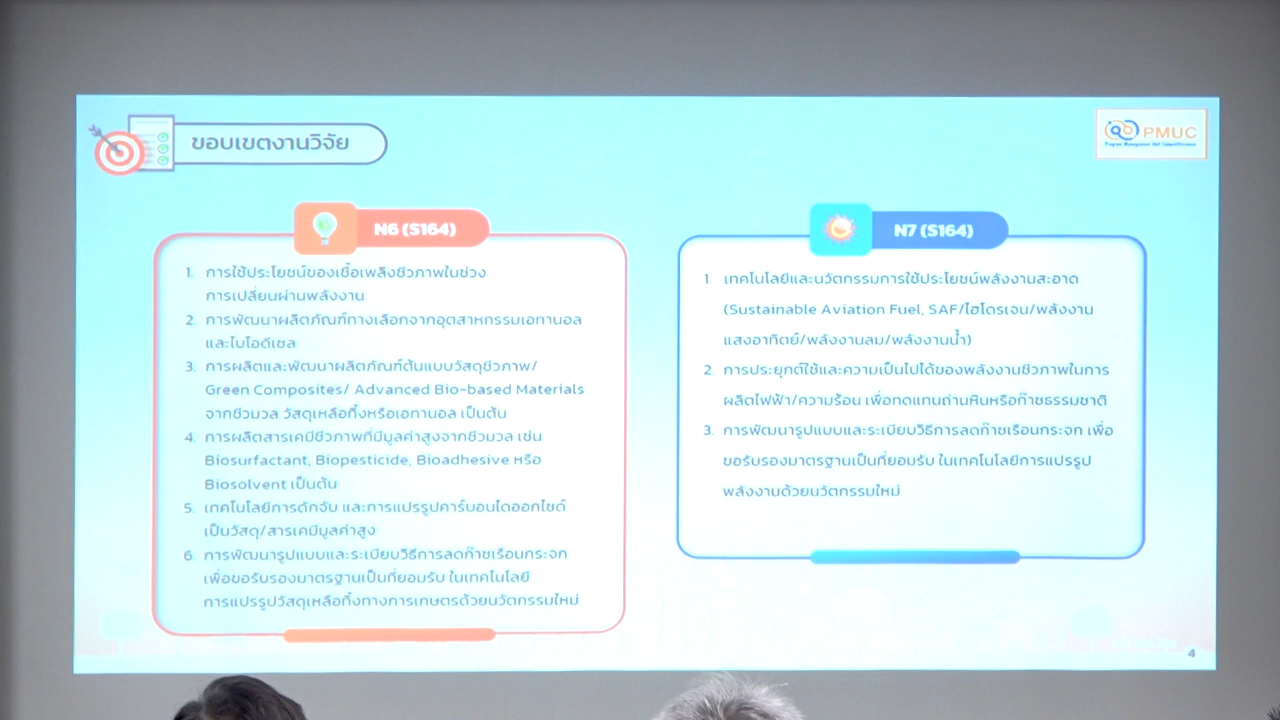 ขอบเขตงานวิจัย
PMUC
Program Management Unit Competitiveness
N6 (S164)
1. การใช้ประโยชน์ของเชื้อเพลิงชีวภาพในช่วง
การเปลี่ยนผ่านพลังงาน
2. การพัฒนาผลิตภัณฑ์ทางเลือกจากอุตสาหกรรมเอทานอล
และไบโอดีเซล
3. การผลิตและพัฒนาผลิตภัณฑ์ต้นแบบวัสดุชีวภาพ/
Green Composites/ Advanced Bio-based Materials
จากชีวมวล วัสดุเหลือทิ้งหรือเอทานอล เป็นต้น
4. การผลิตสารเคมีชีวภาพที่มีมูลค่าสูงจากชีวมวล เช่น
Biosurfactant, Biopesticide, Bioadhesive หรือ
Biosolvent เป็นต้น
5. เทคโนโลยีการดักจับ และการแปรรูปคาร์บอนไดออกไซด์
เป็นวัสดุ/สารเคมีมูลค่าสูง
6. การพัฒนารูปแบบและระเบียบวิธีการลดก๊าซเรือนกระจก
เพื่อขอรับรองมาตรฐานเป็นที่ยอมรับ ในเทคโนโลยี
การแปรรูปวัสดุเหลือทิ้งทางการเกษตรด้วยนวัตกรรมใหม่
N7 (S164)
1. เทคโนโลยีและนวัตกรรมการใช้ประโยชน์พลังงานสะอาด
(Sustainable Aviation Fuel, SAF/ไฮโดรเจน/พลังงาน
แสงอาทิตย์/พลังงานลม/พลังงานน้ำ)
2. การประยุกต์ใช้และความเป็นไปได้ของพลังงานชีวภาพในการ
ผลิตไฟฟ้า/ความร้อน เพื่อทดแทนถ่านหินหรือก๊าซธรรมชาติ
3. การพัฒนารูปแบบและระเบียบวิธีการลดก๊าซเรือนกระจก เพื่อ
ขอรับรองมาตรฐานเป็นที่ยอมรับ ในเทคโนโลยีการแปรรูป
พลังงานด้วยนวัตกรรมใหม่
4